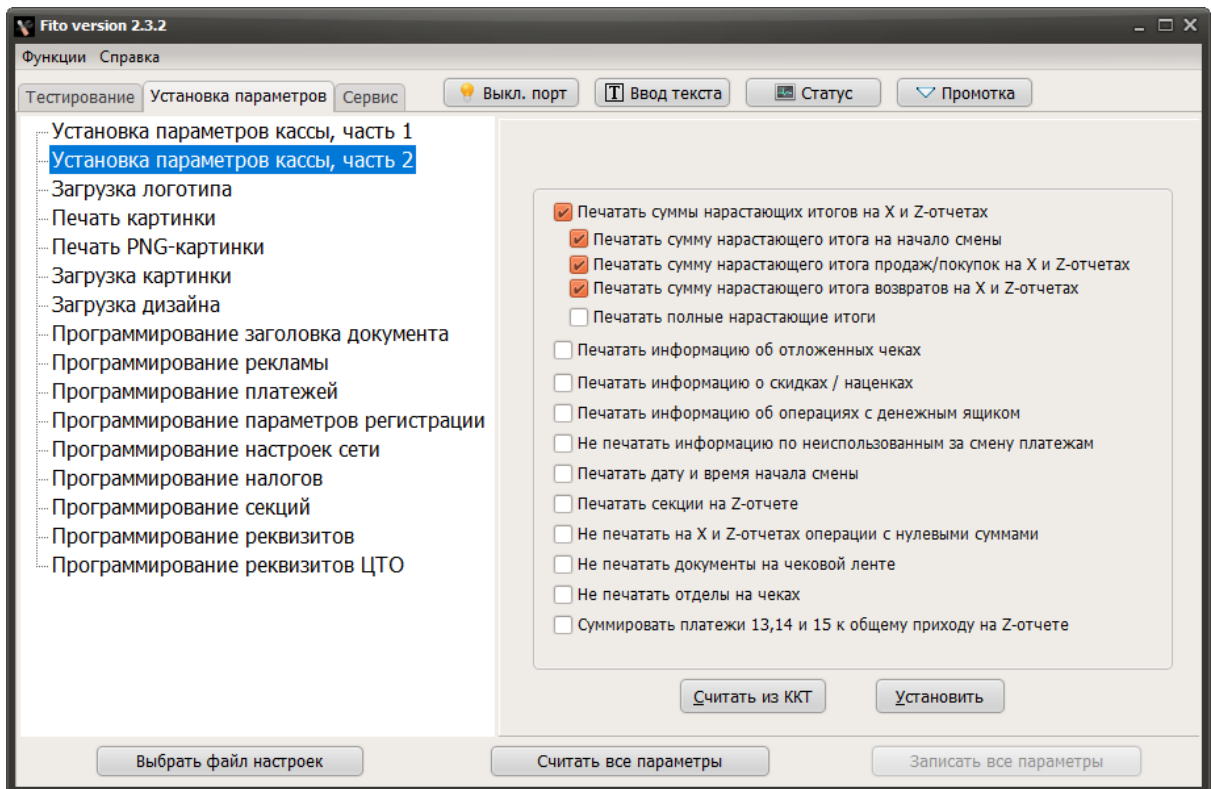 Fito version 2.3.2
Функции Справка
Тестирование Установка параметров Сервис Выкл. порт Ввод текста Статус Промотка
Установка параметров кассы, часть 1
Установка параметров кассы, часть 2
Загрузка логотипа
Печать картинки
Печать PNG-картинки
Загрузка картинки
Загрузка дизайна
Программирование заголовка документа
Программирование рекламы
Программирование платежей
Программирование параметров регистрации
Программирование настроек сети
Программирование налогов
Программирование секций
Программирование реквизитов
Программирование реквизитов ЦТО
Печатать суммы нарастающих итогов на X и Z-отчетах
Печатать сумму нарастающего итога на начало смены
Печатать сумму нарастающего итога продаж/покупок на X и Z-отчетах
Печатать сумму нарастающего итога возвратов на X и Z-отчетах
Печатать полные нарастающие итоги
Печатать информацию об отложенных чеках
Печатать информацию о скидках / наценках
Печатать информацию об операциях с денежным ящиком
Не печатать информацию по неиспользованным за смену платежам
Печатать дату и время начала смены
Печатать секции на Z-отчете
Не печатать на X и Z-отчетах операции с нулевыми суммами
Не печатать документы на чековой ленте
Не печатать отделы на чеках
Суммировать платежи 13,14 и 15 к общему приходу на Z-отчете
Считать из ККТ Установить
Выбрать файл настроек Считать все параметры Записать все параметры